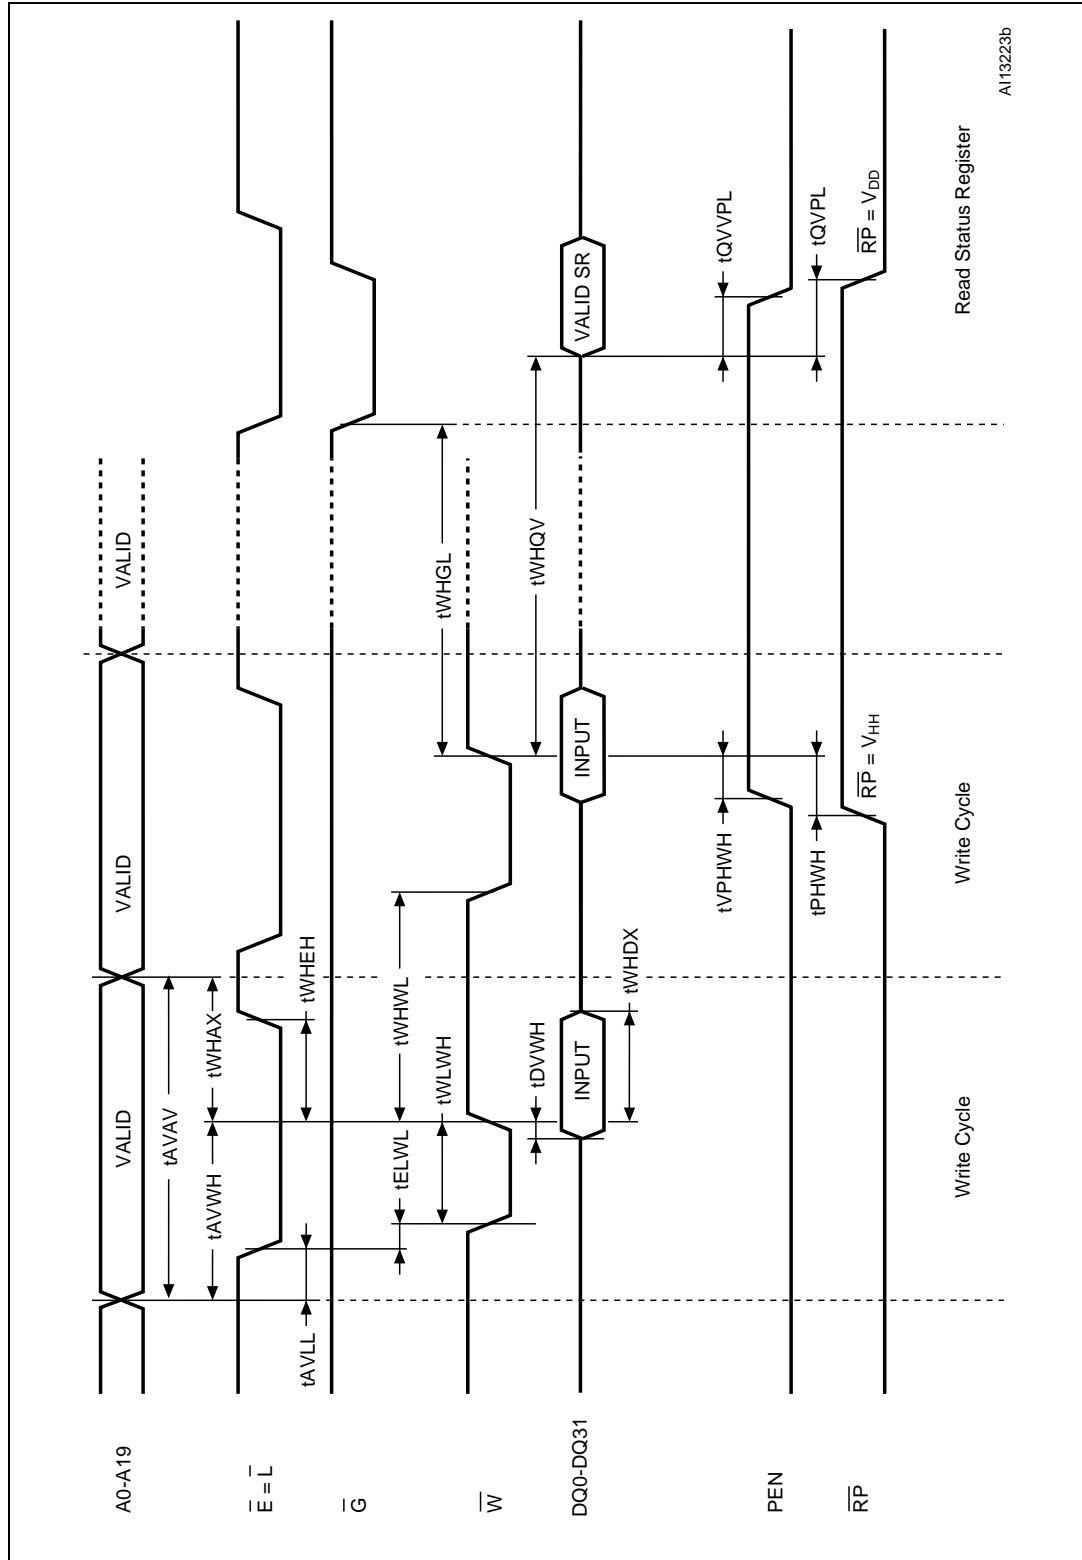 A0-A19
VALID
VALID
VALID
tAVAV
tAVWH
tWHAX
E = L
tAVLL
tWHEH
G
tELWL
tWHWL
tWLWH
tWHGL
W
tDVWH
tWHQV
DQ0-DQ31
INPUT
INPUT
VALID SR
tWHDX
tVPHWH
tQVVPL
PEN
tPHWH
tQVPL
RP
RP = VHH
RP = VDD
Write Cycle
Write Cycle
Read Status Register
AI13223b